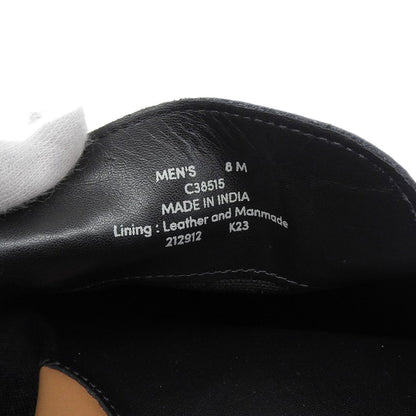 MEN'S 8 M
C38515
MADE IN INDIA
Lining : Leather and Manmade
212912 K23